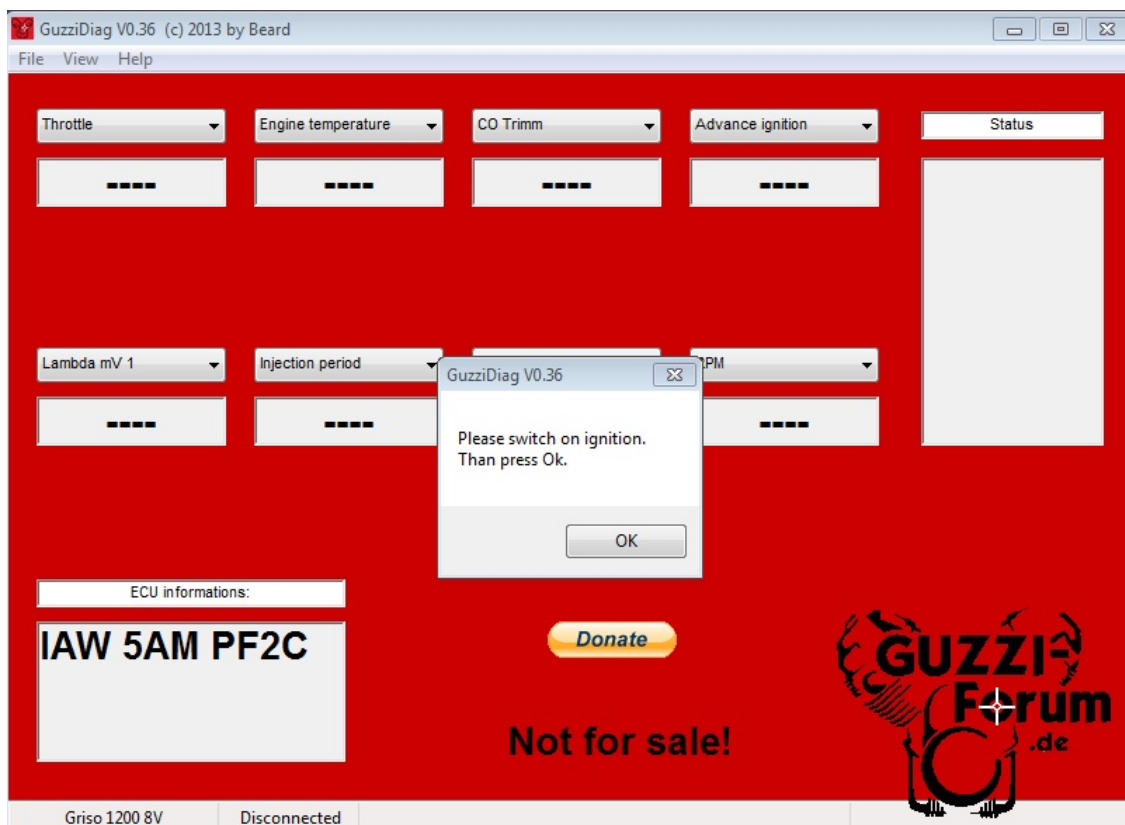 GuzziDiag V0.36 (c) 2013 by Beard
File View Help
Throttle
Engine temperature
CO Trimm
Advance ignition
Status
----
----
----
----
Lambda mV 1
Injection period
----
----
----
GuzziDiag V0.36
Please switch on ignition.
Than press Ok.
OK
ECU informations:
IAW 5AM PF2C
Donate
Not for sale!
GUZZI-
Forum
.de
Griso 1200 8V
Disconnected